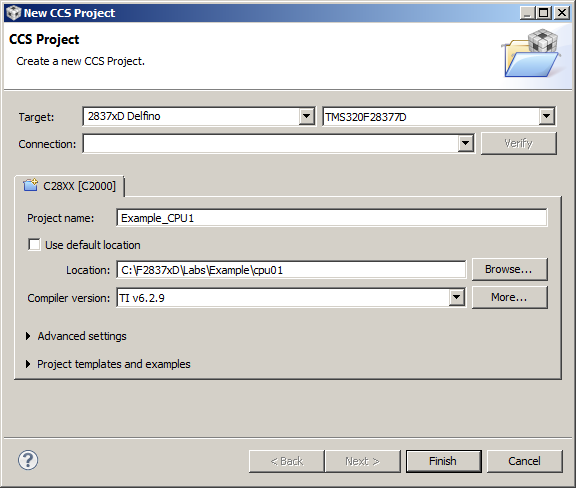 New CCS Project
CCS Project
Create a new CCS Project.
Target: 2837xD Delfino TMS320F28377D
Connection: Verify
C28XX [C2000]
Project name: Example_CPU1
Use default location
Location: C:\F2837xD\Labs\Example\cpu01 Browse...
Compiler version: TI v6.2.9 More...
Advanced settings
Project templates and examples
? < Back Next > Finish Cancel